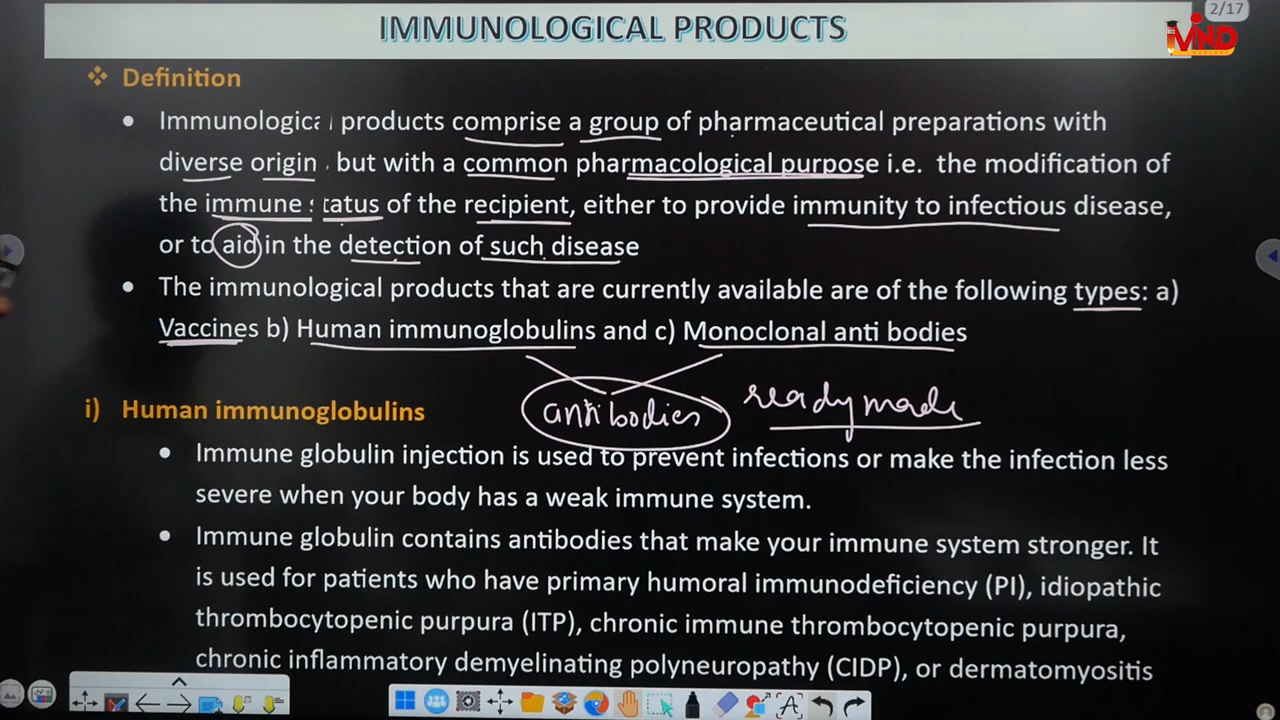 IMMUNOLOGICAL PRODUCTS
2/17
MIND
❖ Definition
• Immunologica l products comprise a group of pharmaceutical preparations with
diverse origin , but with a common pharmacological purpose i.e. the modification of
the immune status of the recipient, either to provide immunity to infectious disease,
or to aid in the detection of such disease
• The immunological products that are currently available are of the following types: a)
Vaccines b) Human immunoglobulins and c) Monoclonal anti bodies
antibodies readymade
i) Human immunoglobulins
• Immune globulin injection is used to prevent infections or make the infection less
severe when your body has a weak immune system.
• Immune globulin contains antibodies that make your immune system stronger. It
is used for patients who have primary humoral immunodeficiency (PI), idiopathic
thrombocytopenic purpura (ITP), chronic immune thrombocytopenic purpura,
chronic inflammatory demyelinating polyneuropathy (CIDP), or dermatomyositis